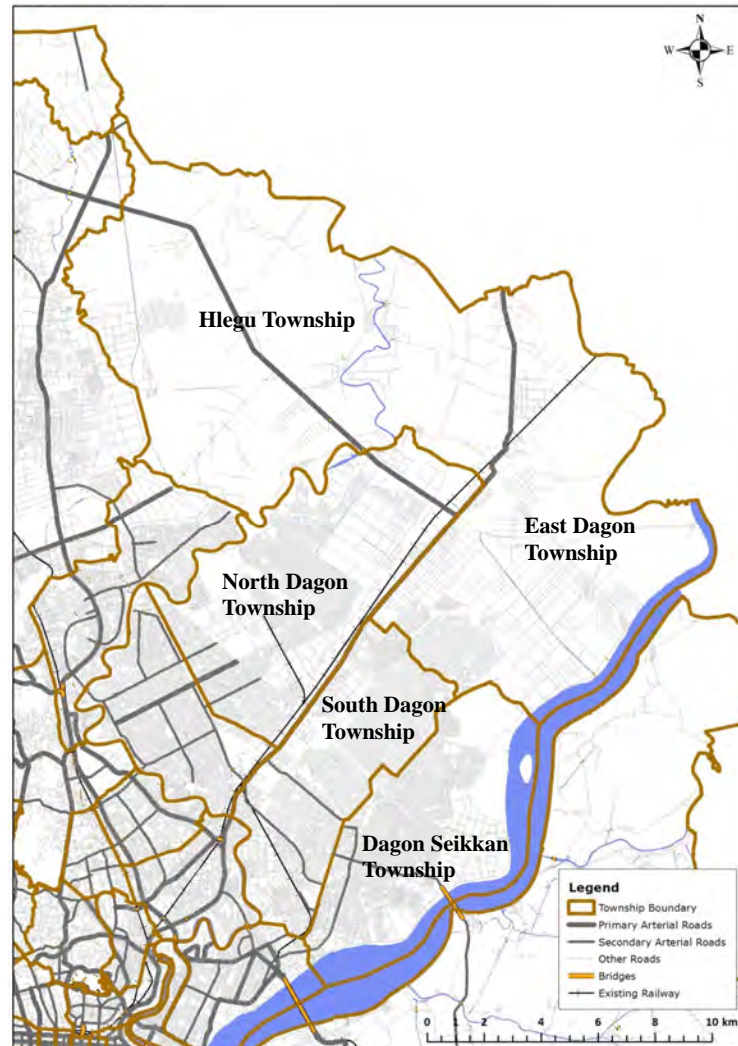 N
W E
S
Hlegu Township
East Dagon
Township
North Dagon
Township
South Dagon
Township
Dagon Seikkan
Township
Legend
Township Boundary
Primary Arterial Roads
Secondary Arterial Roads
Other Roads
Bridges
Existing Railway
0 2 4 6 8 10 km